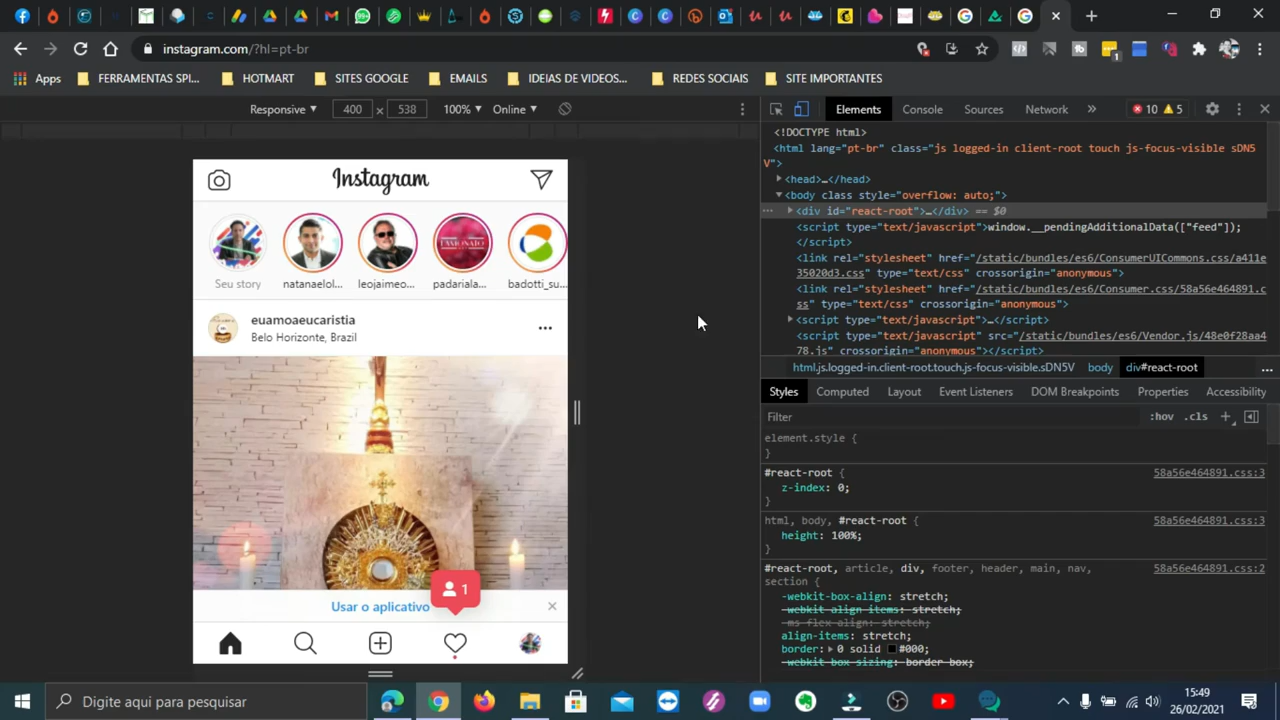 instagram.com/?hl=pt-br
1
Apps FERRAMENTAS SPI... HOTMART SITES GOOGLE EMAILS IDEIAS DE VIDEOS... REDES SOCIAIS SITE IMPORTANTES
Responsive ▼ 400 × 538 100% ▼ Online ▼
Elements Console Sources Network » 10 5
<!DOCTYPE html>
<html lang="pt-br" class="js logged-in client-root touch js-focus-visible sDN5
V">
<head>…</head>
<body class style="overflow: auto;">
<div id="react-root">…</div> == $0
<script type="text/javascript">window.__pendingAdditionalData(["feed"]);
</script>
<link rel="stylesheet" href="/static/bundles/es6/ConsumerUICommons.css/a411e
35020d3.css" type="text/css" crossorigin="anonymous">
<link rel="stylesheet" href="/static/bundles/es6/Consumer.css/58a56e464891.c
ss" type="text/css" crossorigin="anonymous">
<script type="text/javascript">…</script>
<script type="text/javascript" src="/static/bundles/es6/Vendor.js/48e0f28aa4
78.js" crossorigin="anonymous"></script>
html.js.logged-in.client-root.touch.js-focus-visible.sDN5V body div#react-root ...
Styles Computed Layout Event Listeners DOM Breakpoints Properties Accessibility
Filter :hov .cls +
element.style {
}
#react-root { 58a56e464891.css:3
z-index: 0;
}
html, body, #react-root { 58a56e464891.css:3
height: 100%;
}
#react-root, article, div, footer, header, main, nav, 58a56e464891.css:2
section {
-webkit-box-align: stretch;
-webkit-align-items: stretch;
-ms-flex-align: stretch;
align-items: stretch;
border: 0 solid #000;
-webkit-box-sizing: border-box;
Instagram
Seu story natanaelol... leojaimeo... padariala... badotti_su...
euamoaeucaristia
Belo Horizonte, Brazil
1
Usar o aplicativo
Digite aqui para pesquisar
15:49
26/02/2021